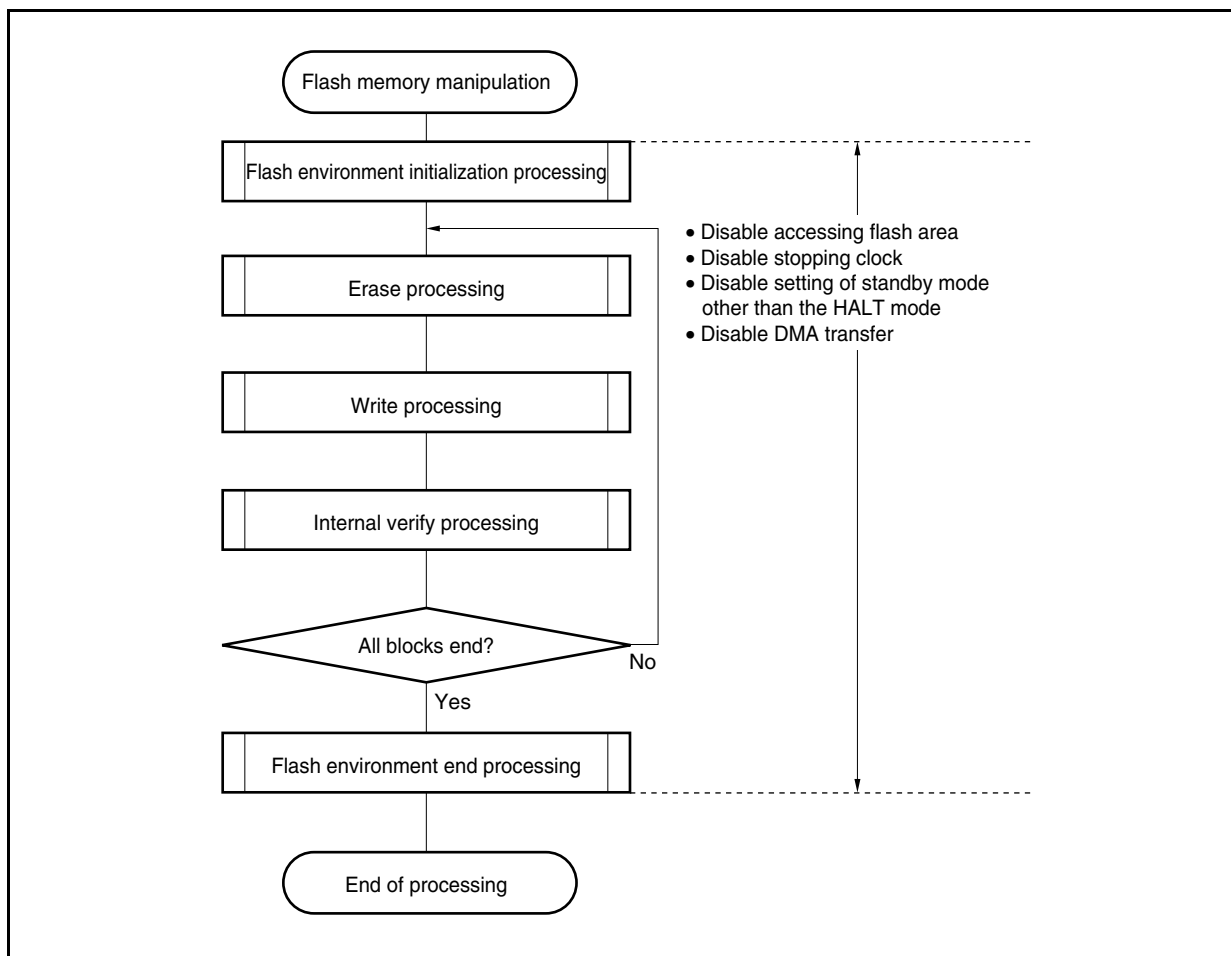 Flash memory manipulation
Flash environment initialization processing
• Disable accessing flash area
• Disable stopping clock
• Disable setting of standby mode
other than the HALT mode
• Disable DMA transfer
Erase processing
Write processing
Internal verify processing
All blocks end?
No
Yes
Flash environment end processing
End of processing